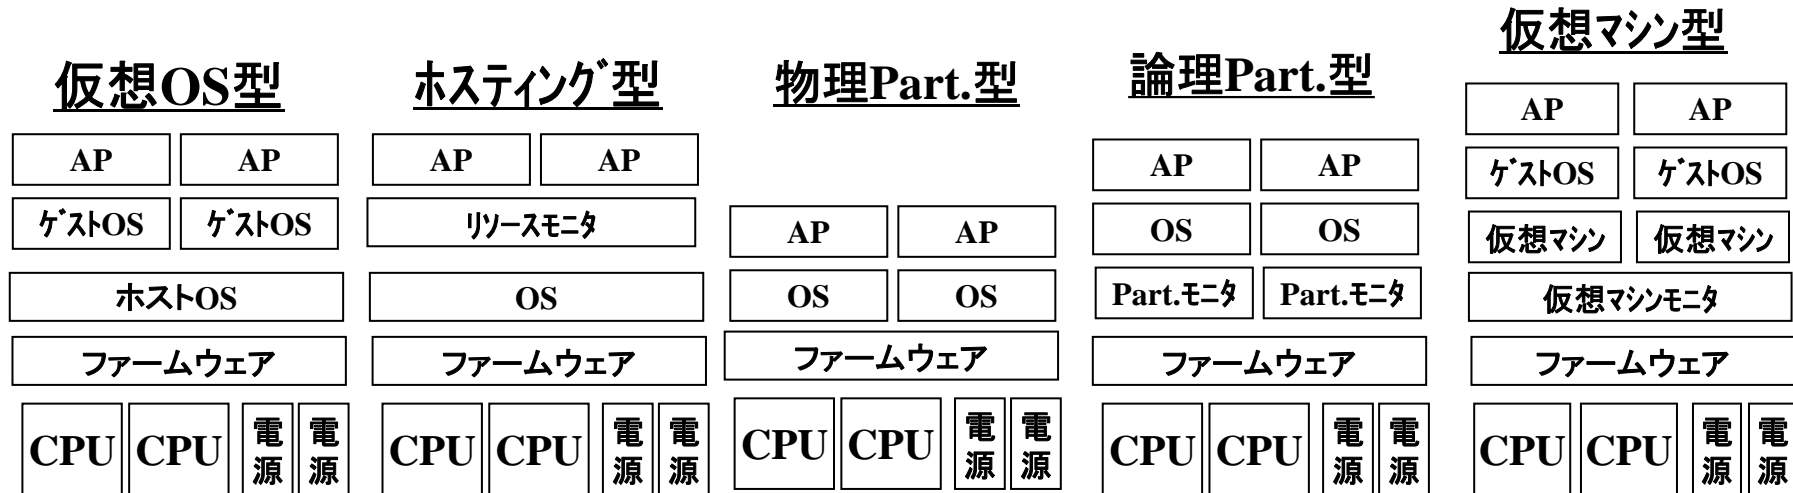 仮想OS型
AP AP
ｹﾞｽﾄOS ｹﾞｽﾄOS
ホストOS
ファームウェア
CPU CPU 電源 電源
ホスティング型
AP AP
ﾘｿｰｽﾓﾆﾀ
OS
ファームウェア
CPU CPU 電源 電源
物理Part.型
AP AP
OS OS
ファームウェア
CPU CPU 電源 電源
論理Part.型
AP AP
OS OS
Part.ﾓﾆﾀ Part.ﾓﾆﾀ
ファームウェア
CPU CPU 電源 電源
仮想ﾏｼﾝ型
AP AP
ｹﾞｽﾄOS ｹﾞｽﾄOS
仮想ﾏｼﾝ 仮想ﾏｼﾝ
仮想ﾏｼﾝﾓﾆﾀ
ファームウェア
CPU CPU 電源 電源